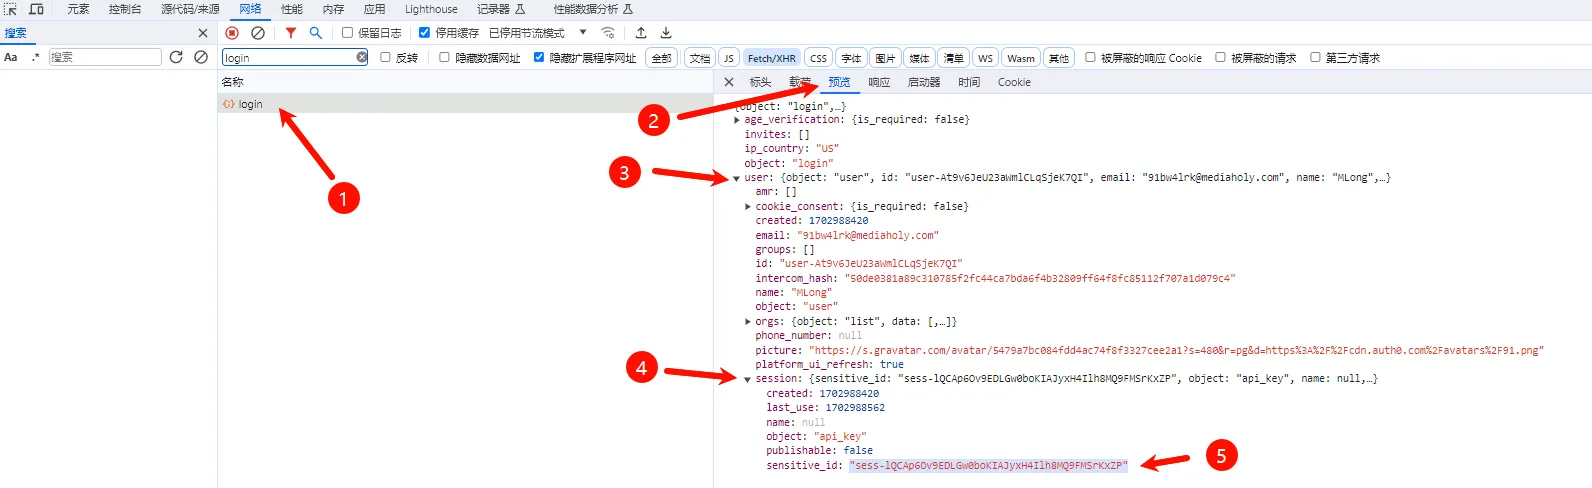 元素 控制台 源代码/来源 网络 性能 内存 应用 Lighthouse 记录器 性能数据分析
搜索
保留日志 停用缓存 已停用节流模式
Aa .* 搜索
login 反转 隐藏数据网址 隐藏扩展程序网址 全部 文档 JS Fetch/XHR CSS 字体 图片 媒体 清单 WS Wasm 其他 被屏蔽的响应 Cookie 被屏蔽的请求 第三方请求
名称
标头 载荷 预览 响应 启动器 时间 Cookie
login
{object: "login",…}
age_verification: {is_required: false}
invites: []
ip_country: "US"
object: "login"
user: {object: "user", id: "user-At9v6JeU23aWmlCLqSjeK7QI", email: "91bw4lrk@mediaholy.com", name: "MLong",…}
amr: []
cookie_consent: {is_required: false}
created: 1702988420
email: "91bw4lrk@mediaholy.com"
groups: []
id: "user-At9v6JeU23aWmlCLqSjeK7QI"
intercom_hash: "50de0381a89c310785f2fc44ca7bda6f4b32809ff64f8fc85112f707a1d079c4"
name: "MLong"
object: "user"
orgs: {object: "list", data: [,…]}
phone_number: null
picture: "https://s.gravatar.com/avatar/5479a7bc084fdd4ac74f8f3327cee2a1?s=480&r=pg&d=https%3A%2F%2Fcdn.auth0.com%2Favatars%2F91.png"
platform_ui_refresh: true
session: {sensitive_id: "sess-lQCAp6Ov9EDLGw0boKIAJyxH4Ilh8MQ9FMSrKxZP", object: "api_key", name: null,…}
created: 1702988420
last_use: 1702988562
name: null
object: "api_key"
publishable: false
sensitive_id: "sess-lQCAp6Ov9EDLGw0boKIAJyxH4Ilh8MQ9FMSrKxZP"
1
2
3
4
5